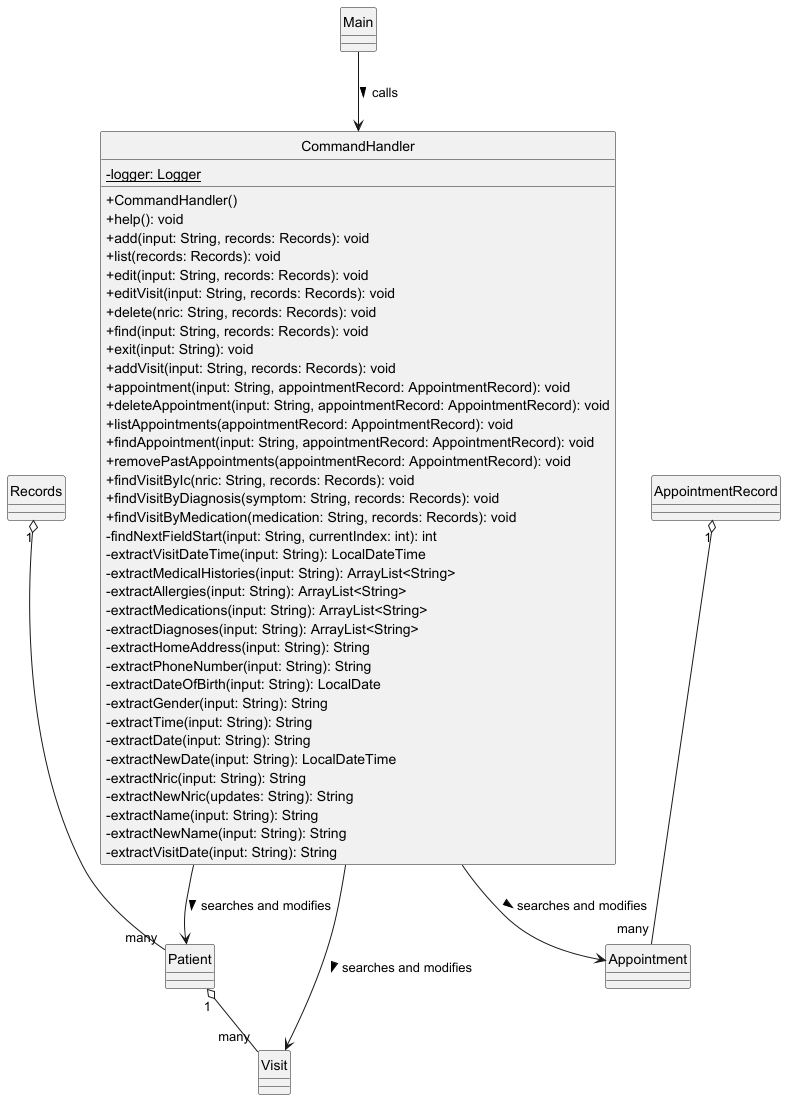 Main
calls
CommandHandler
-logger: Logger
+CommandHandler()
+help(): void
+add(input: String, records: Records): void
+list(records: Records): void
+edit(input: String, records: Records): void
+editVisit(input: String, records: Records): void
+delete(nric: String, records: Records): void
+find(input: String, records: Records): void
+exit(input: String): void
+addVisit(input: String, records: Records): void
+appointment(input: String, appointmentRecord: AppointmentRecord): void
+deleteAppointment(input: String, appointmentRecord: AppointmentRecord): void
+listAppointments(appointmentRecord: AppointmentRecord): void
+findAppointment(input: String, appointmentRecord: AppointmentRecord): void
+removePastAppointments(appointmentRecord: AppointmentRecord): void
+findVisitByIc(nric: String, records: Records): void
+findVisitByDiagnosis(symptom: String, records: Records): void
+findVisitByMedication(medication: String, records: Records): void
-findNextFieldStart(input: String, currentIndex: int): int
-extractVisitDateTime(input: String): LocalDateTime
-extractMedicalHistories(input: String): ArrayList<String>
-extractAllergies(input: String): ArrayList<String>
-extractMedications(input: String): ArrayList<String>
-extractDiagnoses(input: String): ArrayList<String>
-extractHomeAddress(input: String): String
-extractPhoneNumber(input: String): String
-extractDateOfBirth(input: String): LocalDate
-extractGender(input: String): String
-extractTime(input: String): String
-extractDate(input: String): String
-extractNewDate(input: String): LocalDateTime
-extractNric(input: String): String
-extractNewNric(updates: String): String
-extractName(input: String): String
-extractNewName(input: String): String
-extractVisitDate(input: String): String
Records
1
AppointmentRecord
1
searches and modifies
searches and modifies
many
many
Patient
Appointment
searches and modifies
1
many
Visit